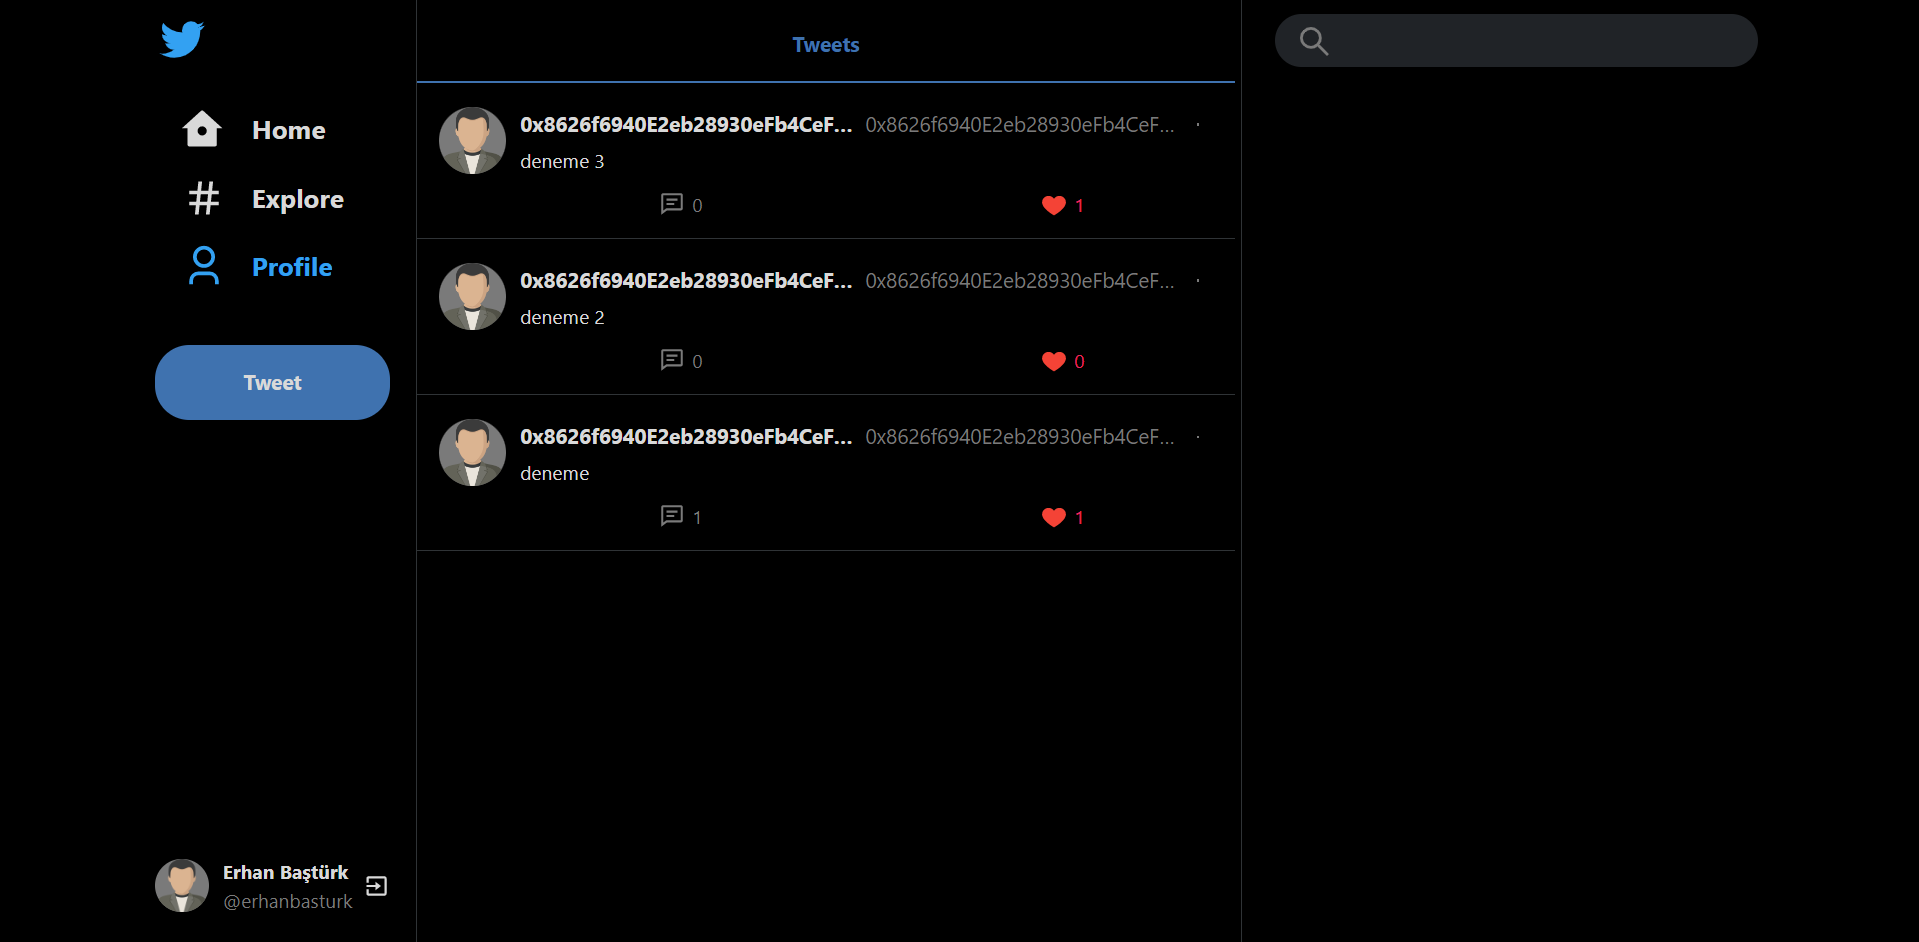 Home
Explore
Profile
Tweet
Erhan Baştürk
@erhanbasturk
Tweets
0x8626f6940E2eb28930eFb4CeF... 0x8626f6940E2eb28930eFb4CeF... ·
deneme 3
0 1
0x8626f6940E2eb28930eFb4CeF... 0x8626f6940E2eb28930eFb4CeF... ·
deneme 2
0 0
0x8626f6940E2eb28930eFb4CeF... 0x8626f6940E2eb28930eFb4CeF... ·
deneme
1 1